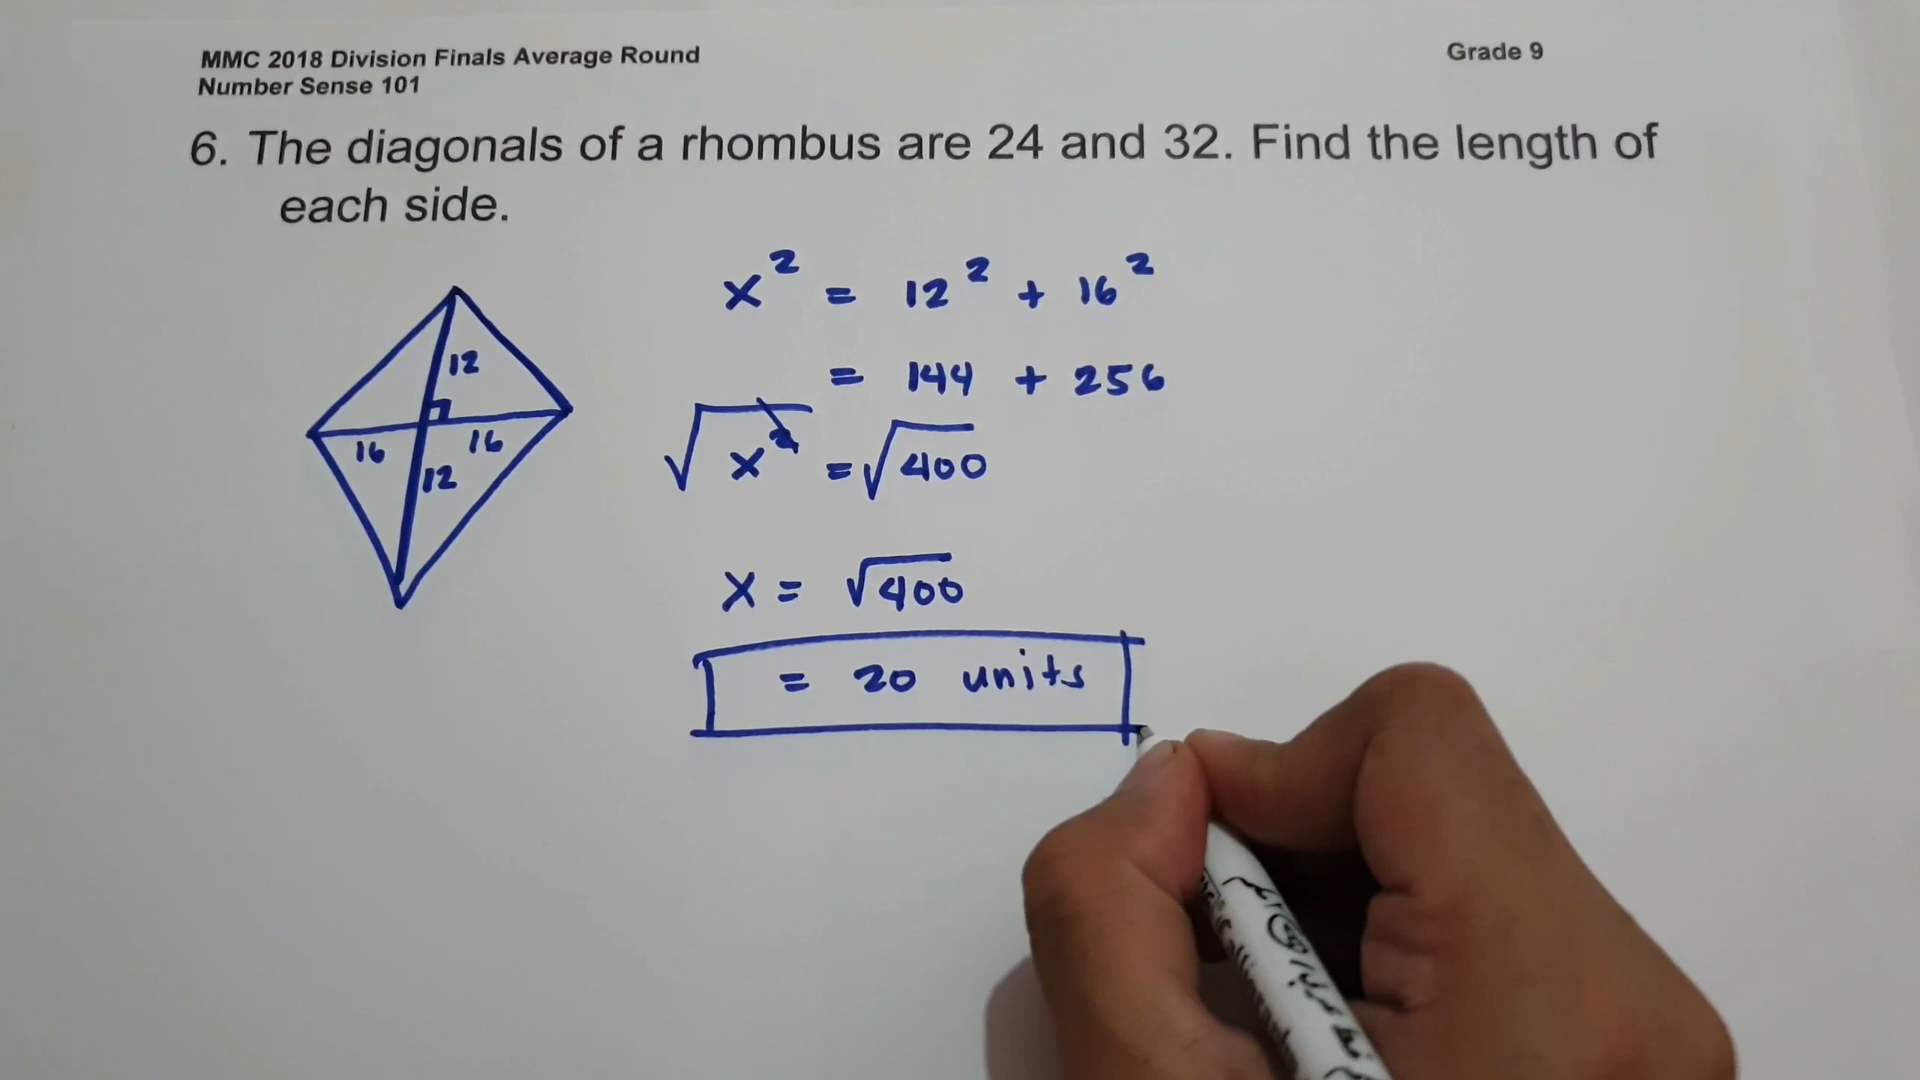 MMC 2018 Division Finals Average Round
Grade 9
Number Sense 101
6. The diagonals of a rhombus are 24 and 32. Find the length of
each side.
x² = 12² + 16²
= 144 + 256
√x² = √400
x = √400
= 20 units
12
16
16
12